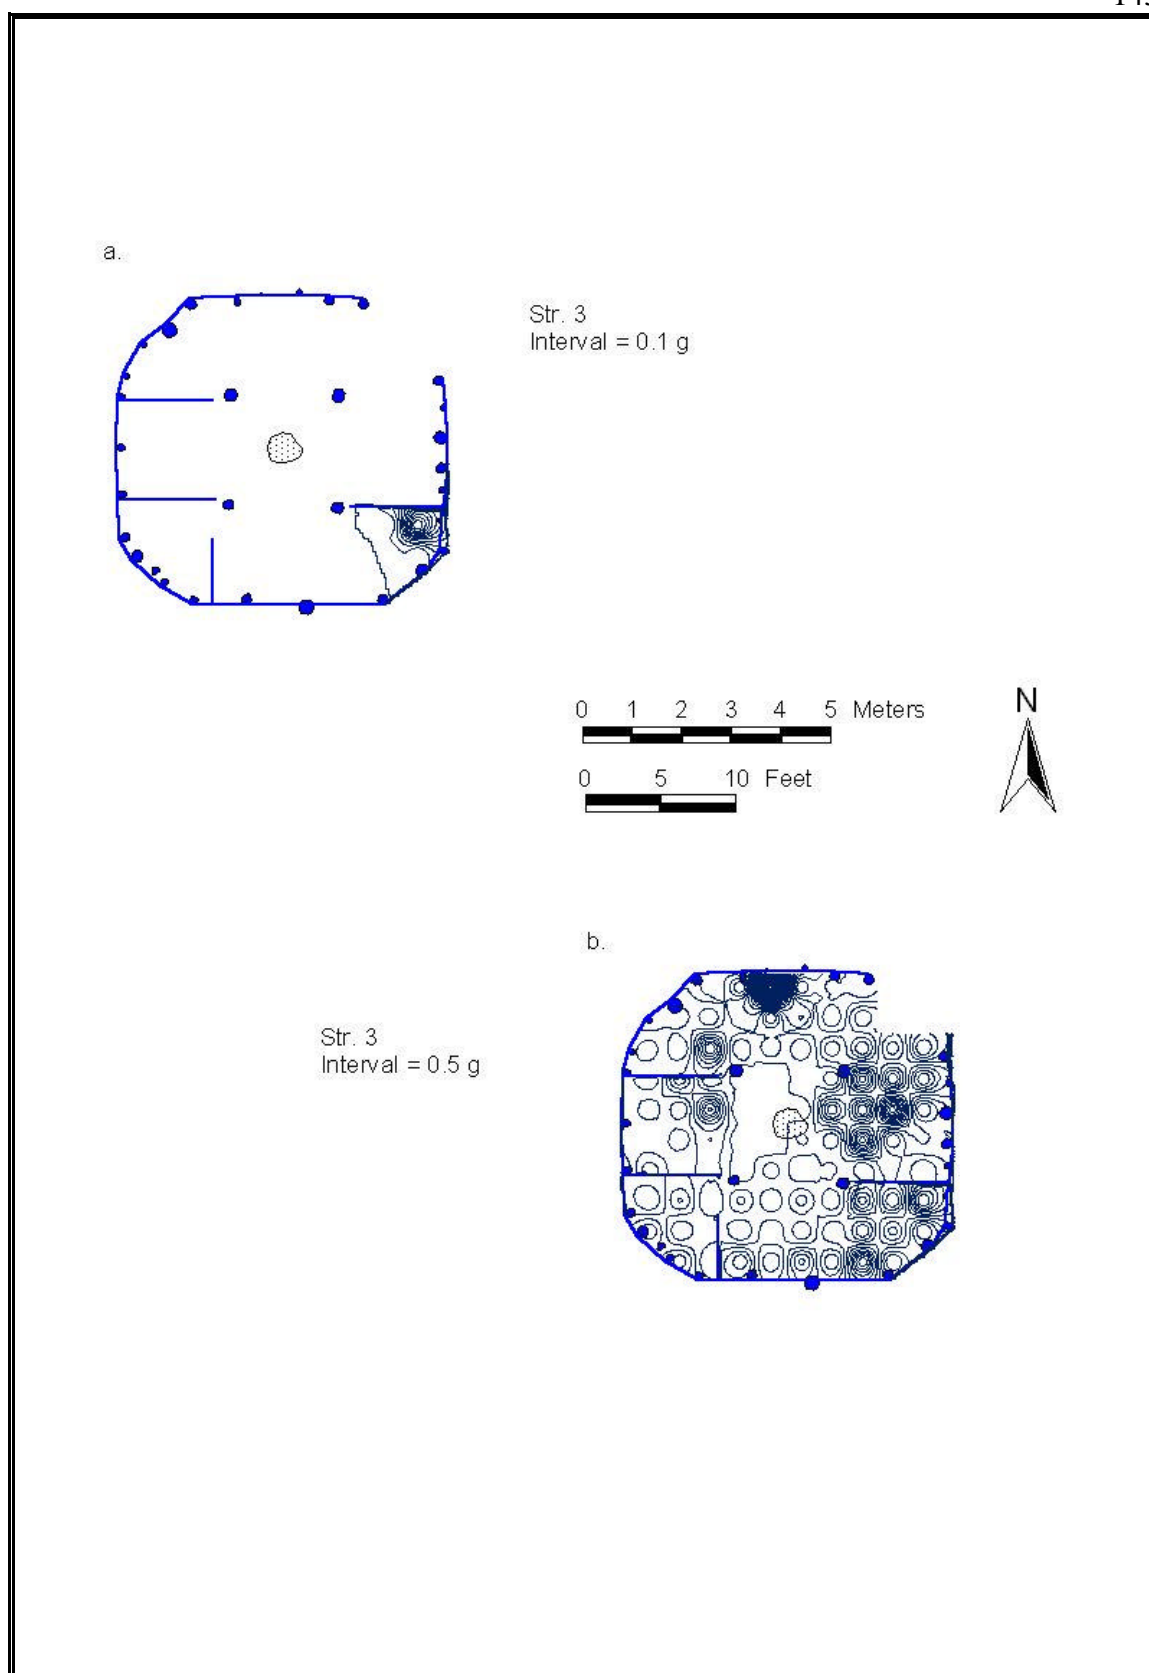 a.
Str. 3
Interval = 0.1 g
0 1 2 3 4 5 Meters
N
0 5 10 Feet
b.
Str. 3
Interval = 0.5 g